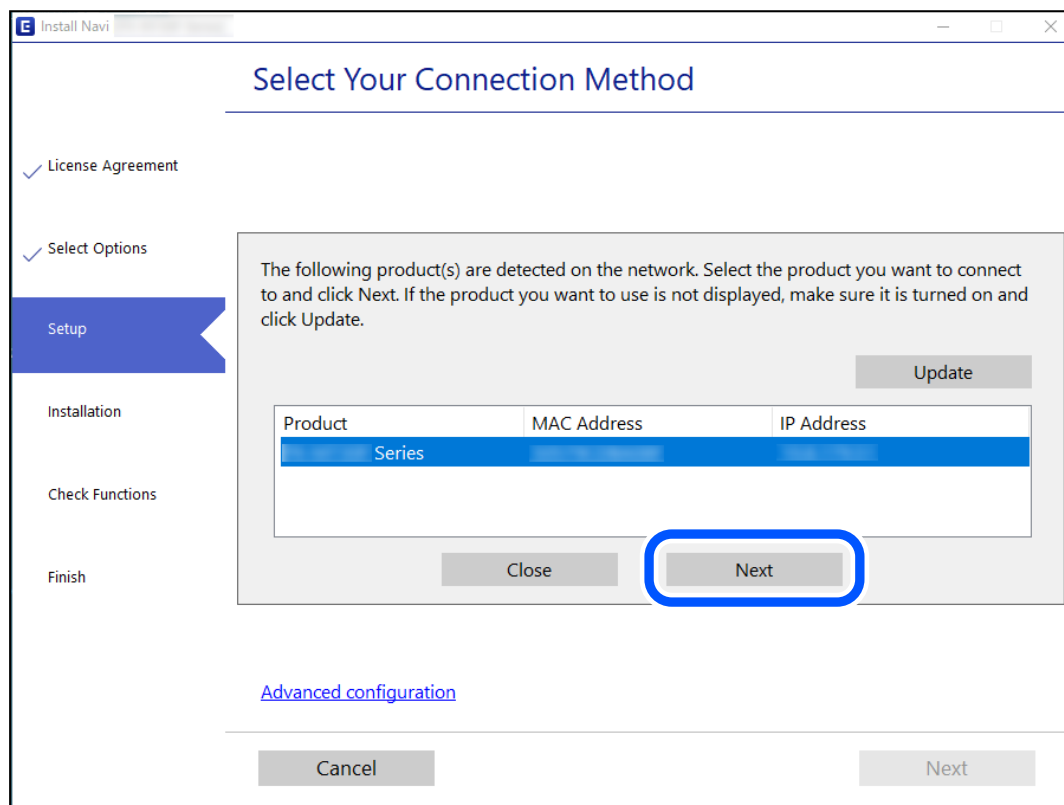 Install Navi
Select Your Connection Method
License Agreement
Select Options
Setup
Installation
Check Functions
Finish
The following product(s) are detected on the network. Select the product you want to connect
to and click Next. If the product you want to use is not displayed, make sure it is turned on and
click Update.
Update
Product MAC Address IP Address
Series
Close Next
Advanced configuration
Cancel Next